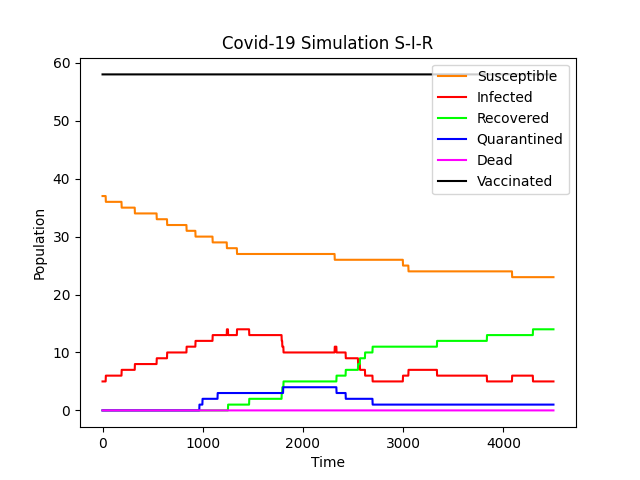 Covid-19 Simulation S-I-R
60
50
40
30
20
10
0
Population
Susceptible
Infected
Recovered
Quarantined
Dead
Vaccinated
0 1000 2000 3000 4000
Time